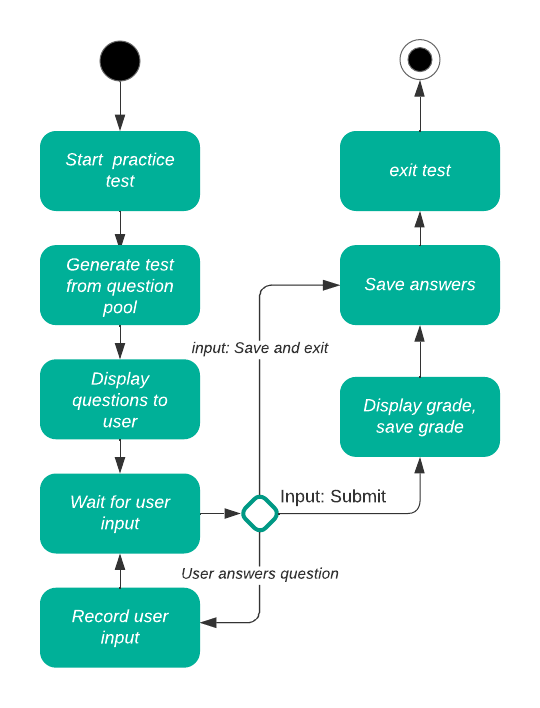 Start  practice
test
Generate test
from question
pool
Display
questions to
user
Wait for user
input
Record user
input
input: Save and exit
Input: Submit
User answers question
exit test
Save answers
Display grade,
save grade